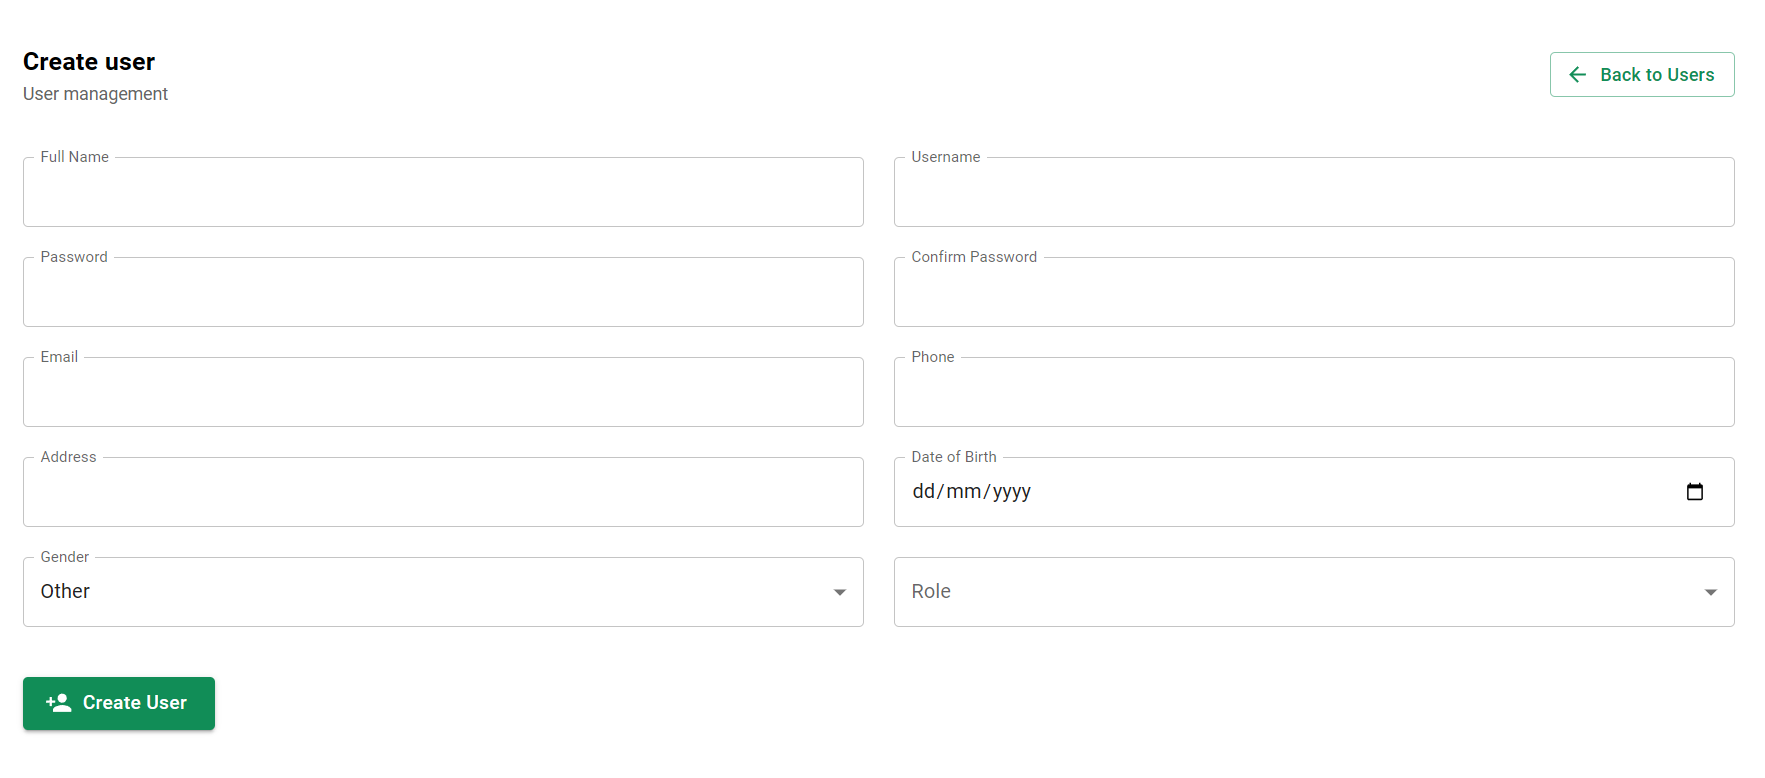 Create user
User management
Back to Users
Full Name
Username
Password
Confirm Password
Email
Phone
Address
Date of Birth
dd/mm/yyyy
Gender
Other
Role
Create User